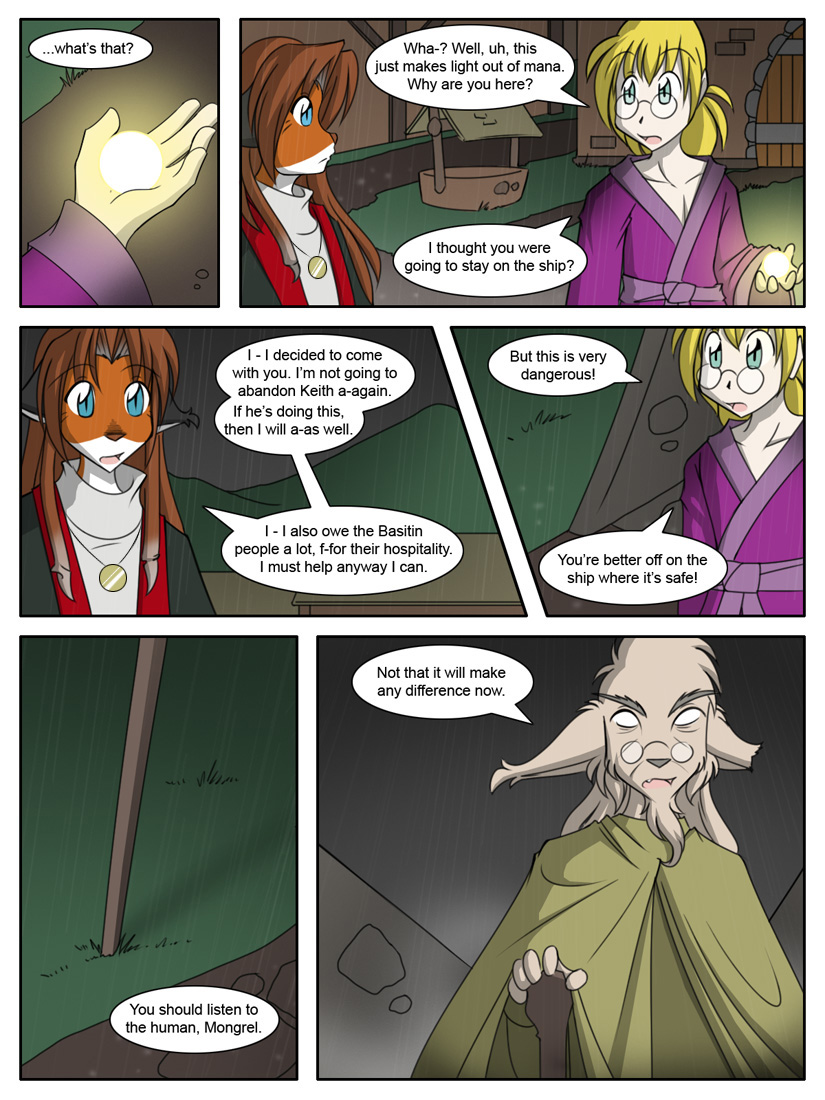 ...what's that?
Wha-? Well, uh, this
just makes light out of mana.
Why are you here?
I thought you were
going to stay on the ship?
I - I decided to come
with you. I'm not going to
abandon Keith a-again.
If he's doing this,
then I will a-as well.
I - I also owe the Basitin
people a lot, f-for their hospitality.
I must help anyway I can.
But this is very
dangerous!
You're better off on the
ship where it's safe!
You should listen to
the human, Mongrel.
Not that it will make
any difference now.